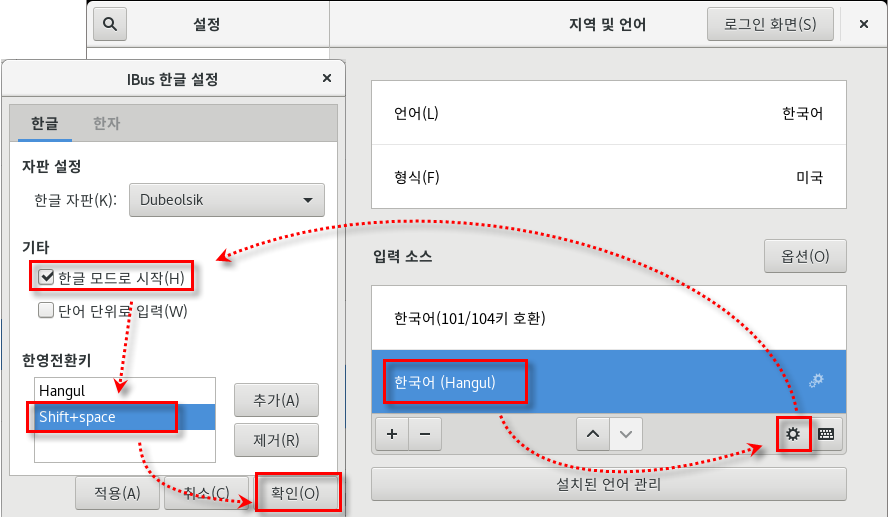 설정
지역 및 언어
로그인 화면(S)
언어(L)
한국어
형식(F)
미국
입력 소스
옵션(O)
한국어(101/104키 호환)
한국어 (Hangul)
설치된 언어 관리
IBus 한글 설정
한글
한자
자판 설정
한글 자판(K):
Dubeolsik
기타
한글 모드로 시작(H)
단어 단위로 입력(W)
한영전환키
Hangul
Shift+space
추가(A)
제거(R)
적용(A)
취소(C)
확인(O)